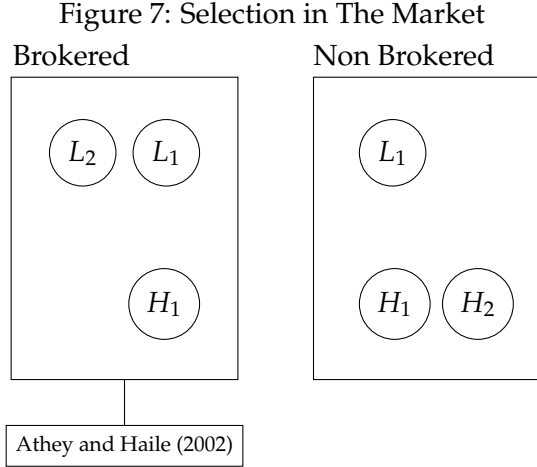 Figure 7: Selection in The Market
Brokered Non Brokered
L₂ L₁ L₁
H₁ H₁ H₂
Athey and Haile (2002)